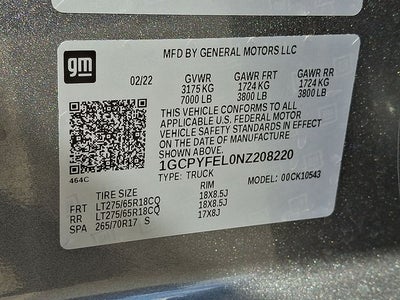 gm
MFD BY GENERAL MOTORS LLC
02/22 GVWR GAWR FRT GAWR RR
3175 KG 1724 KG 1724 KG
7000 LB 3800 LB 3800 LB
THIS VEHICLE CONFORMS TO ALL
APPLICABLE U.S. FEDERAL MOTOR
VEHICLE SAFETY STANDARDS IN EFFECT
ON THE DATE OF MANUFACTURE
SHOWN ABOVE.
1GCPYFEL0NZ208220
464C TYPE: TRUCK MODEL: 00CK10543
TIRE SIZE RIM
FRT LT275/65R18CQ 18X8.5J
RR LT275/65R18CQ 18X8.5J
SPA 265/70R17 S 17X8J